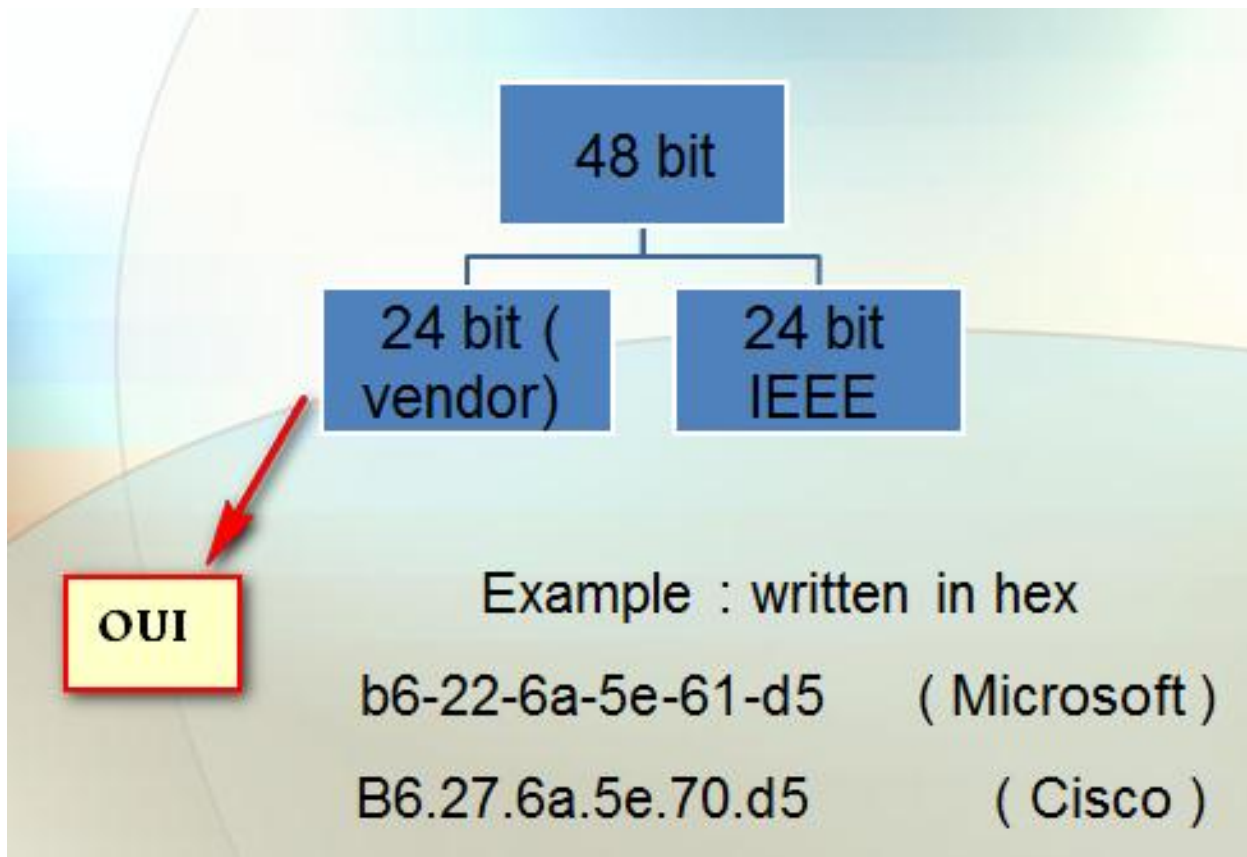 48 bit
24 bit (
vendor)
24 bit
IEEE
OUI
Example : written in hex
b6-22-6a-5e-61-d5 ( Microsoft )
B6.27.6a.5e.70.d5 ( Cisco )